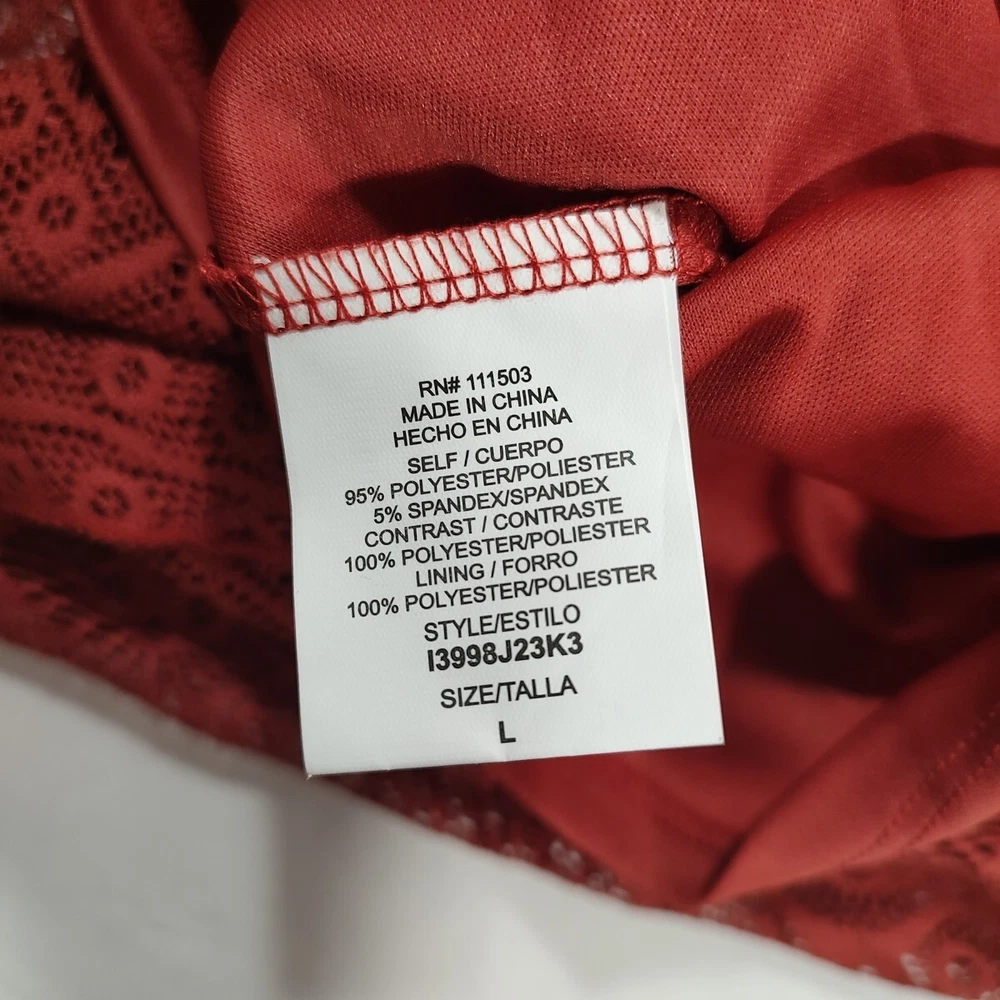 RN# 111503
MADE IN CHINA
HECHO EN CHINA
SELF / CUERPO
95% POLYESTER/POLIESTER
5% SPANDEX/SPANDEX
CONTRAST / CONTRASTE
100% POLYESTER/POLIESTER
LINING / FORRO
100% POLYESTER/POLIESTER
STYLE/ESTILO
I3998J23K3
SIZE/TALLA
L